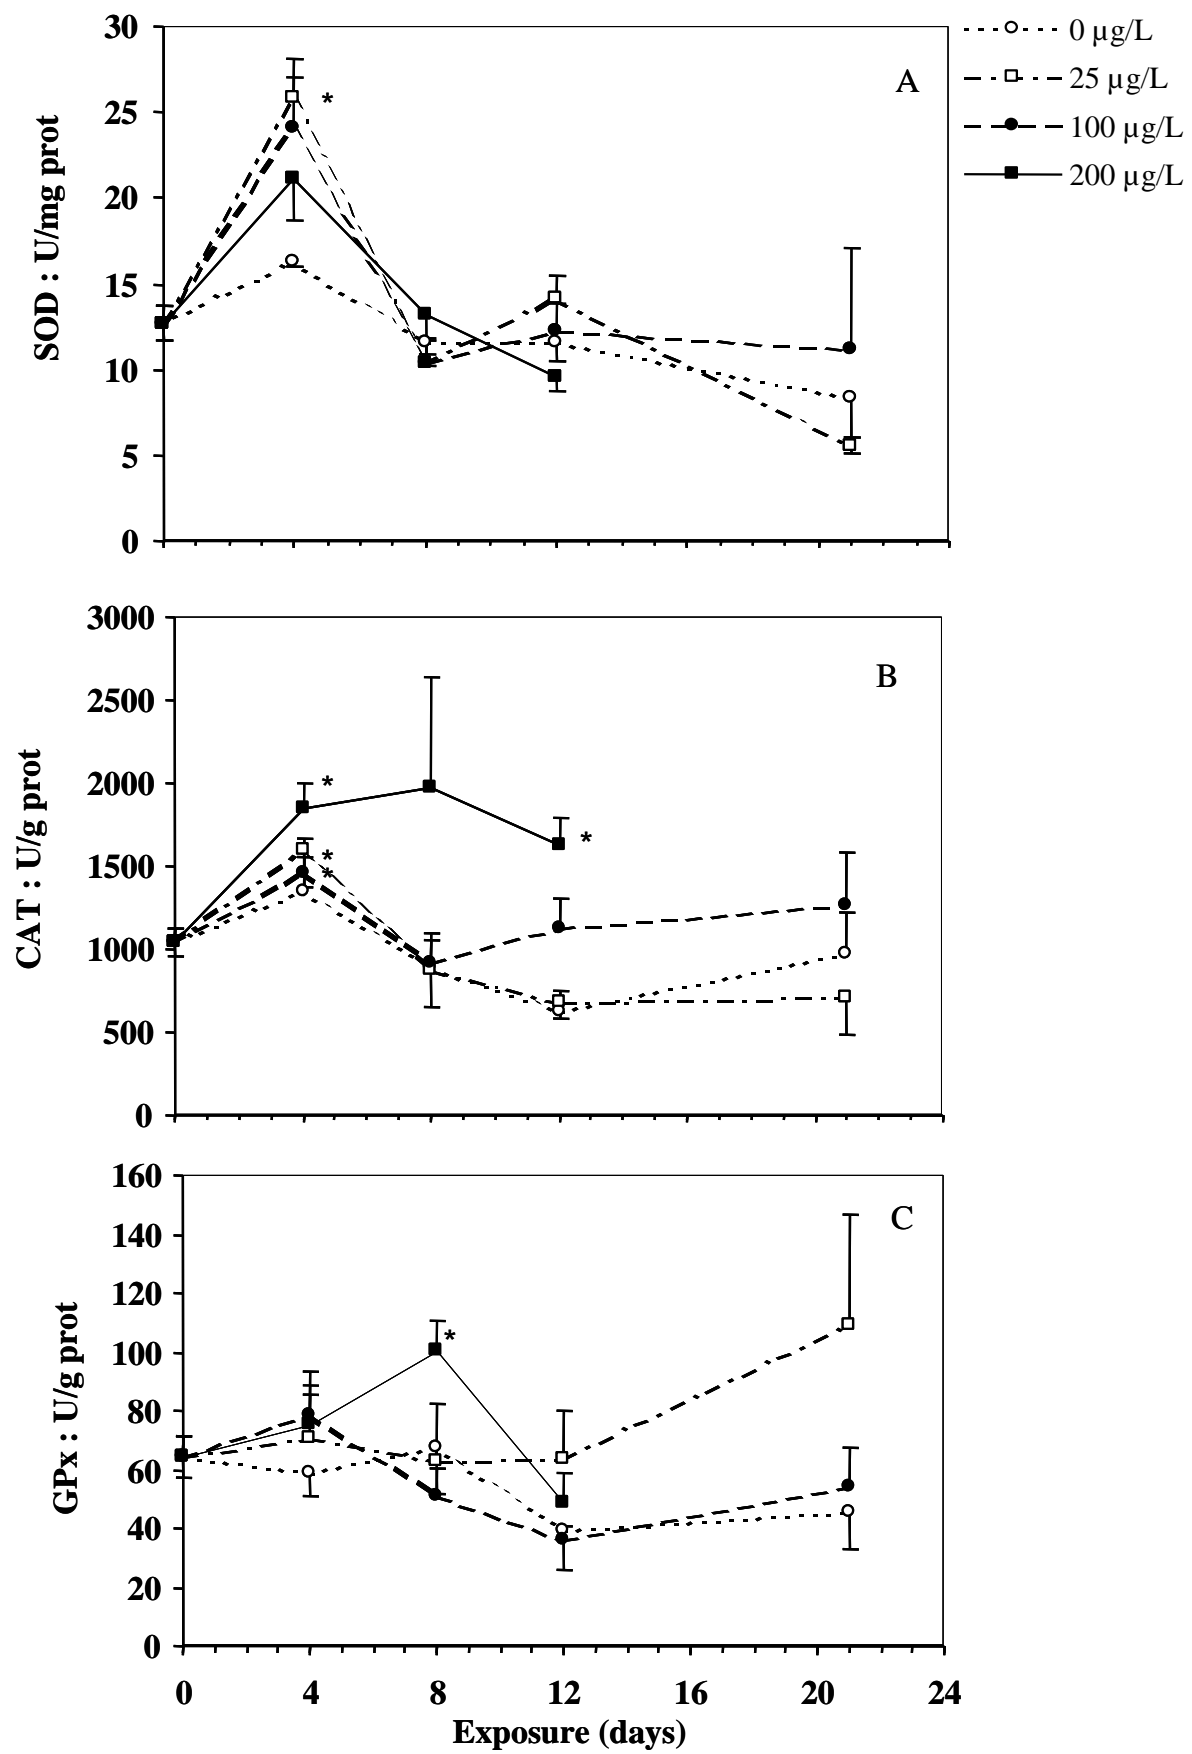 30
25
20
15
10
5
0
SOD : U/mg prot
A
*
0 µg/L
25 µg/L
100 µg/L
200 µg/L
3000
2500
2000
1500
1000
500
0
CAT : U/g prot
B
*
*
*
*
160
140
120
100
80
60
40
20
0
GPx : U/g prot
C
*
0 4 8 12 16 20 24
Exposure (days)